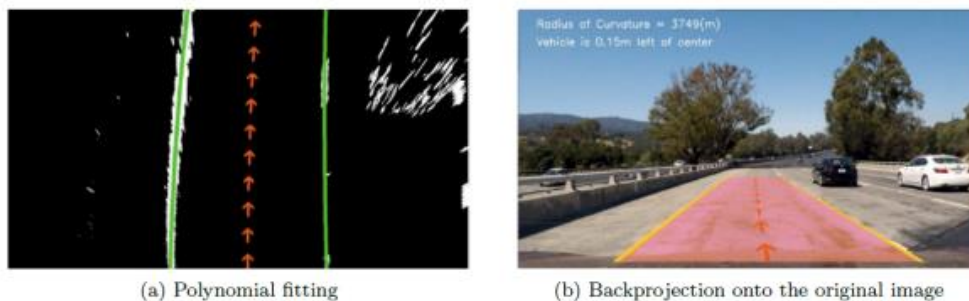 Radius of Curvature = 3749(m)
Vehicle is 0.15m left of center
(a) Polynomial fitting
(b) Backprojection onto the original image